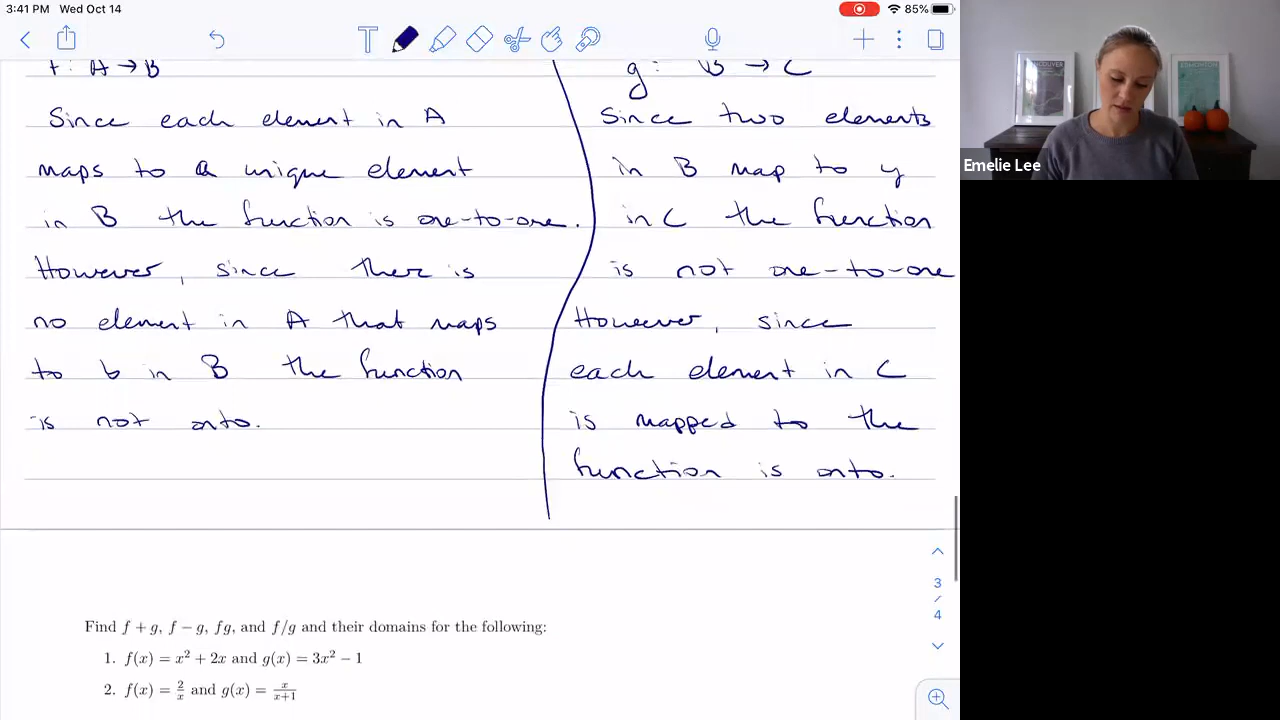 3:41 PM Wed Oct 14
85%
f: A → B
Since each element in A
maps to a unique element
in B the function is one-to-one.
However, since there is
no element in A that maps
to b in B the function
is not onto.
g: B → C
Since two elements
in B map to y
in C the function
is not one-to-one
However, since
each element in C
is mapped to the
function is onto.
3
/
4
Find f + g, f − g, fg, and f/g and their domains for the following:
1. f(x) = x² + 2x and g(x) = 3x² − 1
2. f(x) = 2/x and g(x) = x/(x+1)
VANCOUVER
EDMONTON
Emelie Lee